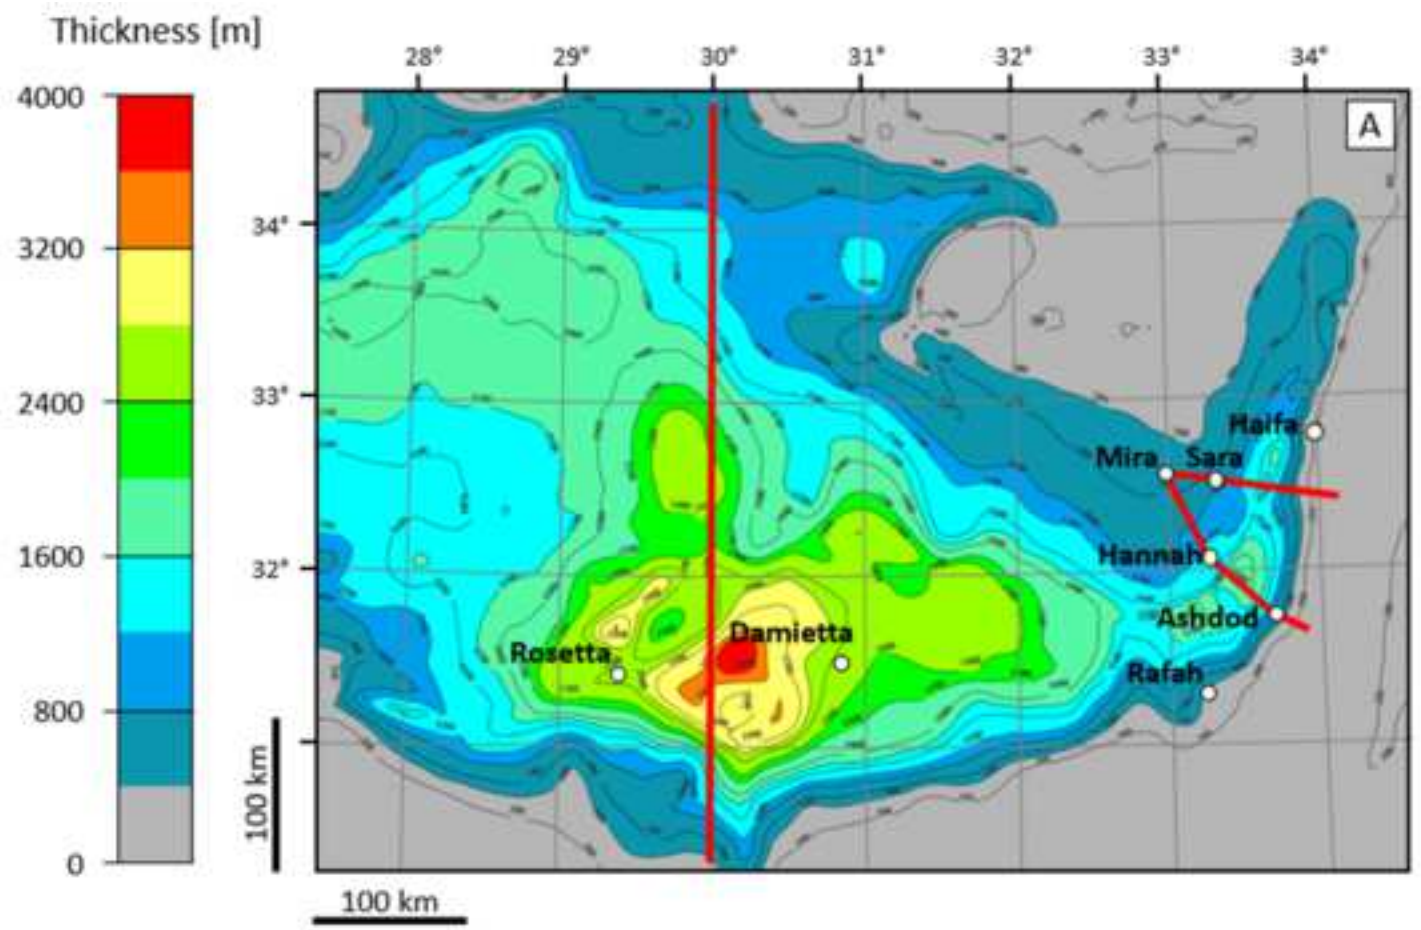 Thickness [m]
4000
3200
2400
1600
800
0
28° 29° 30° 31° 32° 33° 34°
A
34°
33°
32°
Haifa
Mira Sara
Hannah
Ashdod
Rosetta
Damietta
Rafah
100 km
100 km